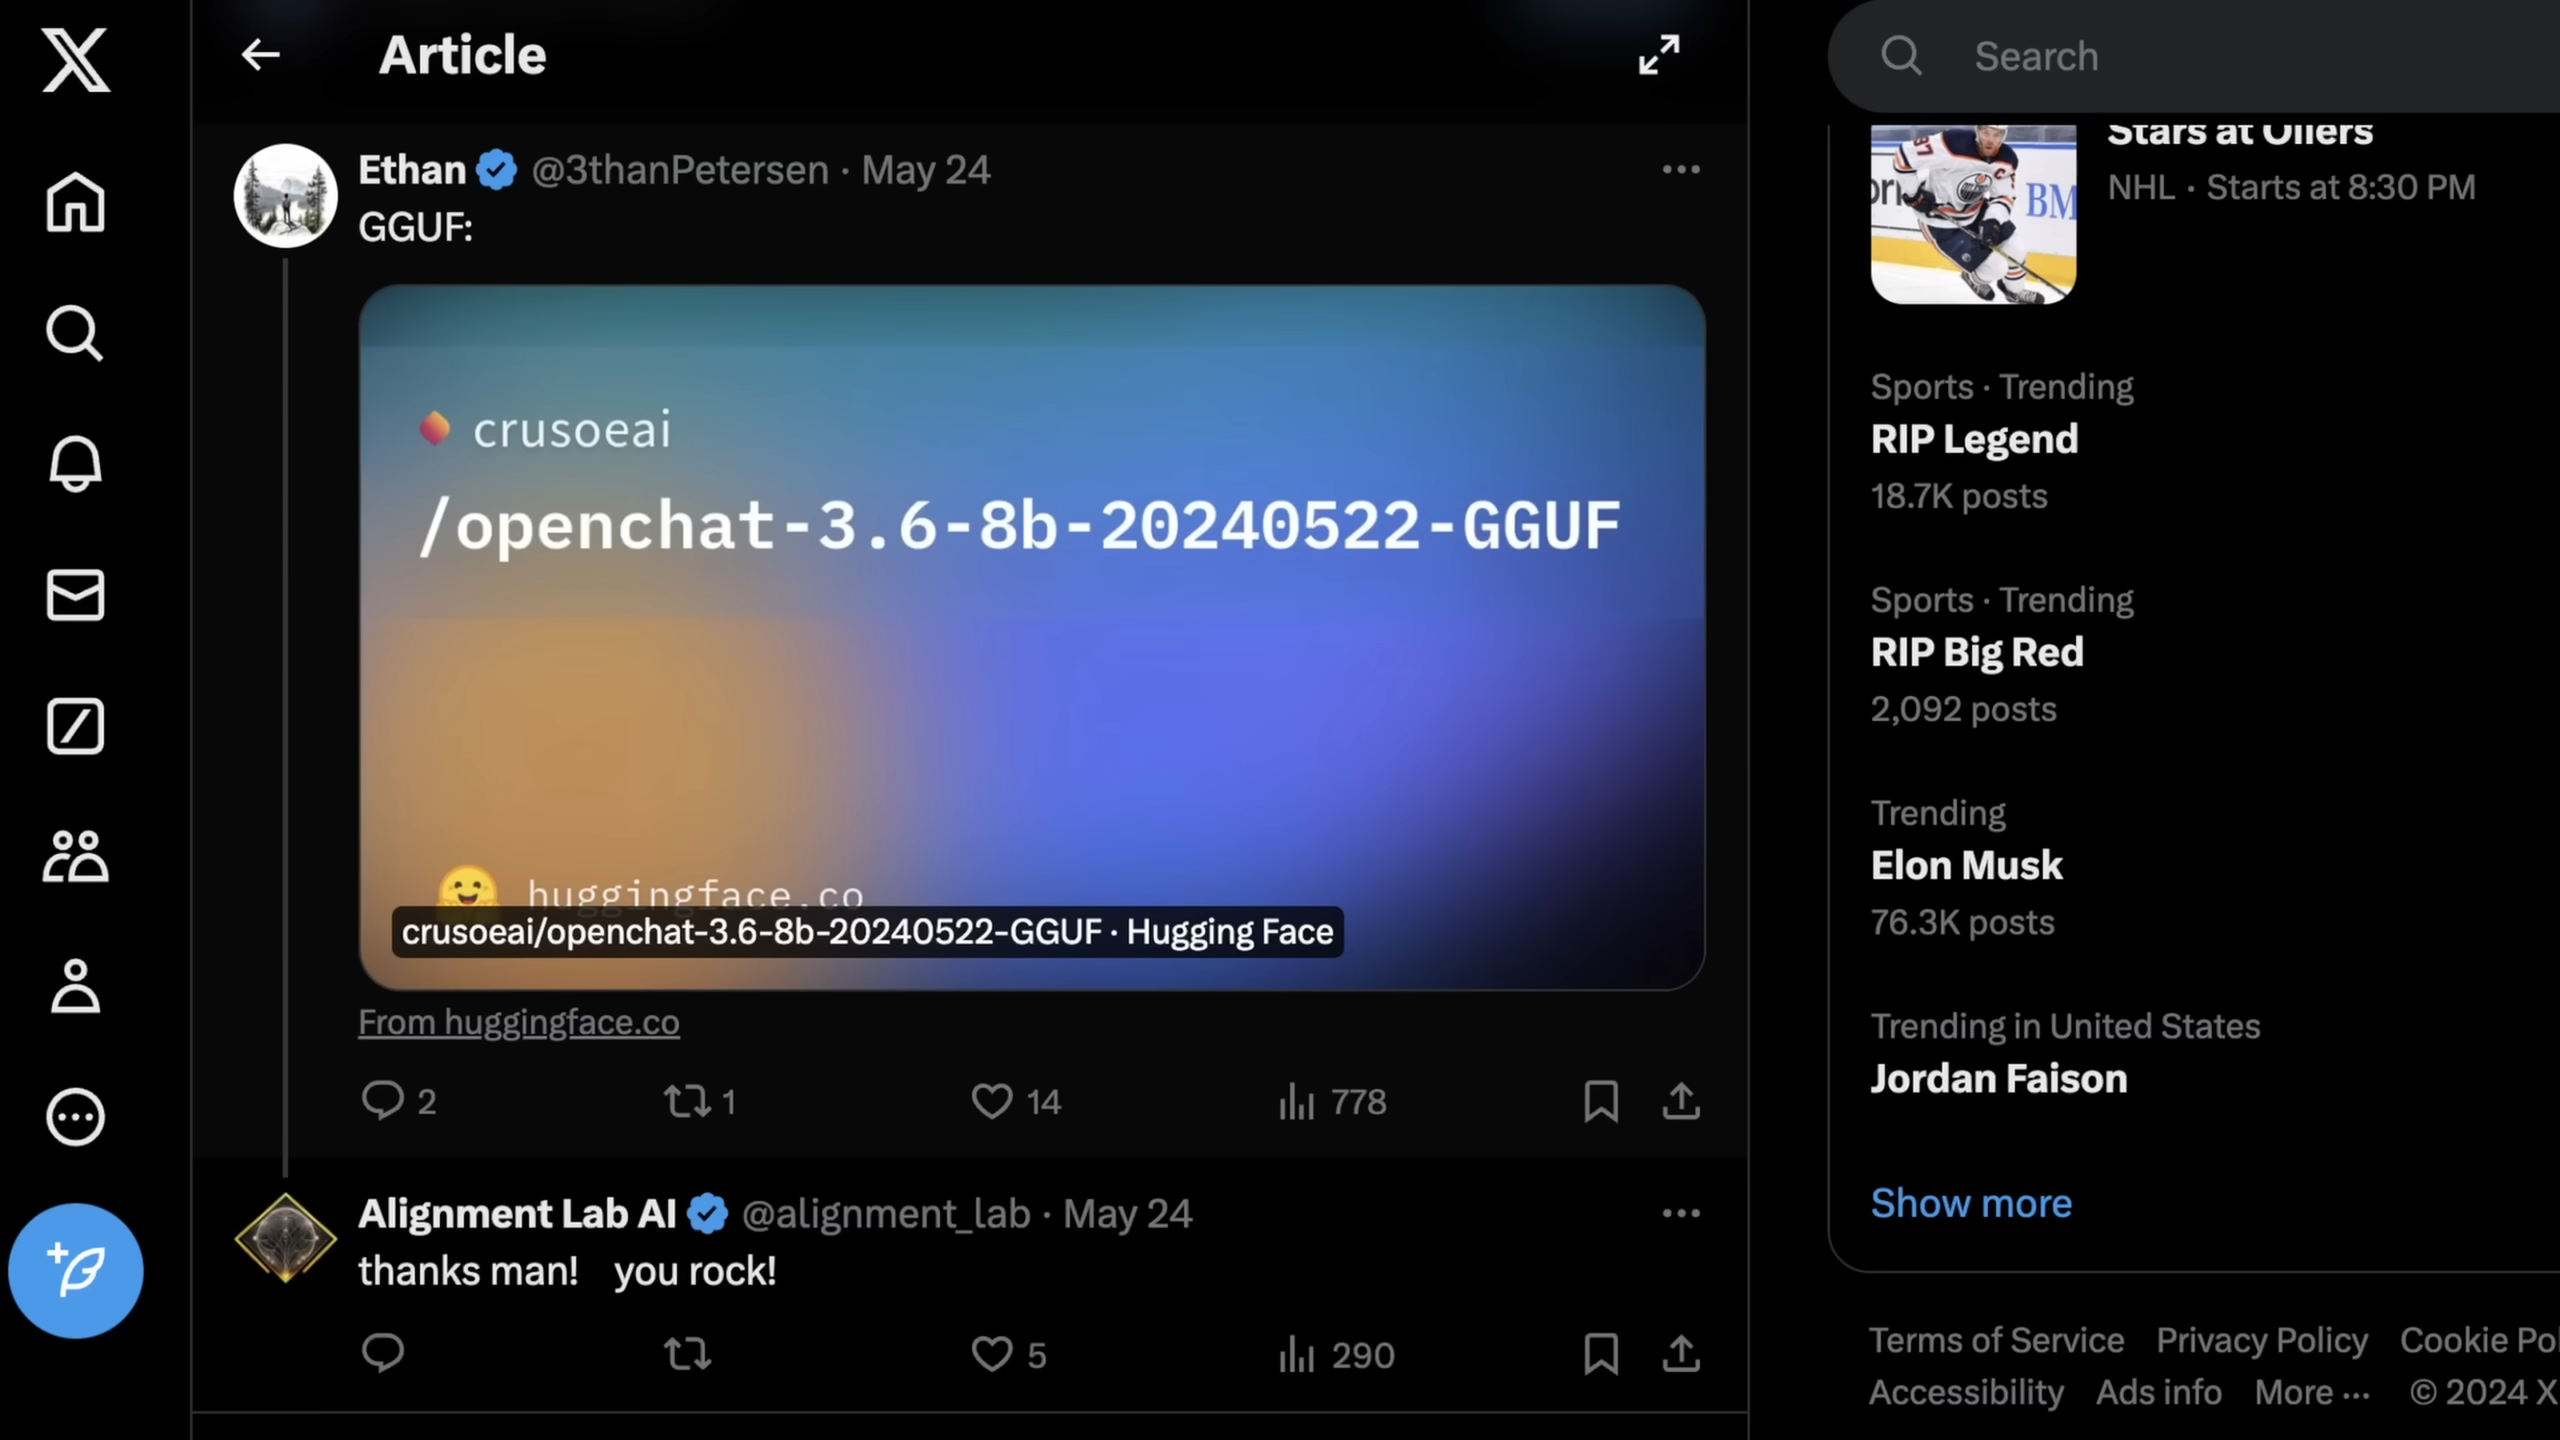 Article
Ethan @3thanPetersen · May 24
GGUF:
crusoeai
/openchat-3.6-8b-20240522-GGUF
huggingface.co
crusoeai/openchat-3.6-8b-20240522-GGUF · Hugging Face
From huggingface.co
2 1 14 778
Alignment Lab AI @alignment_lab · May 24
thanks man! you rock!
5 290
Search
Stars at Oilers
NHL · Starts at 8:30 PM
97
C
BM
Sports · Trending
RIP Legend
18.7K posts
Sports · Trending
RIP Big Red
2,092 posts
Trending
Elon Musk
76.3K posts
Trending in United States
Jordan Faison
Show more
Terms of Service Privacy Policy Cookie Pol
Accessibility Ads info More ··· © 2024 X